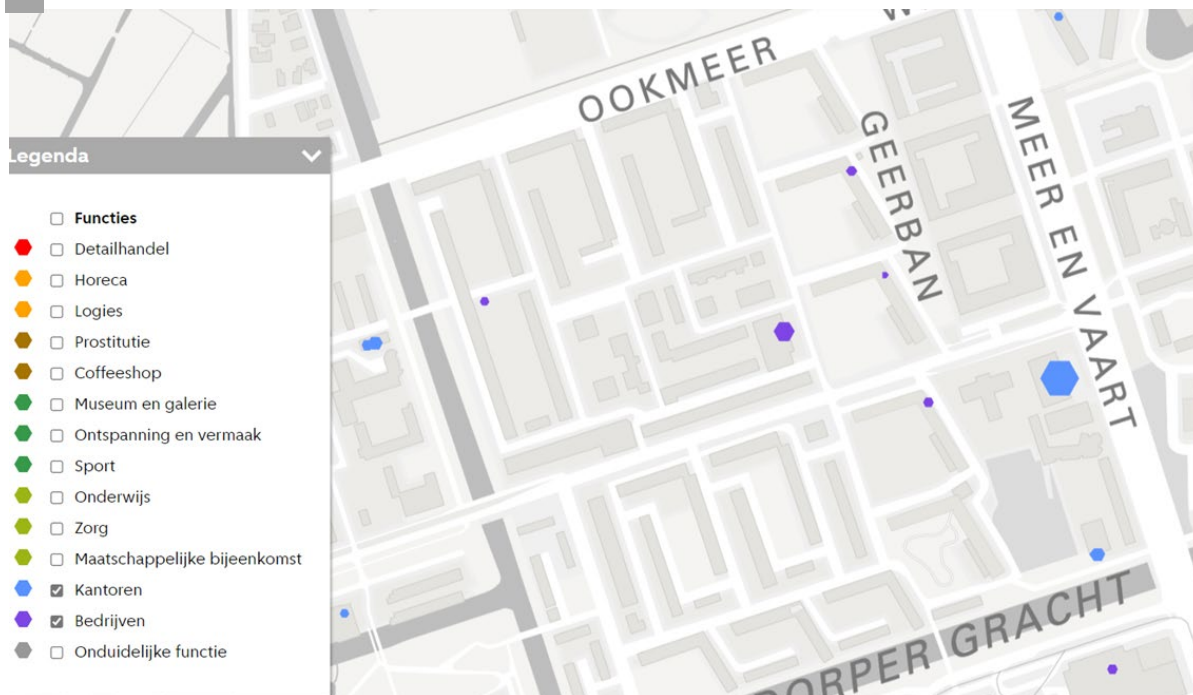 OOKMEER
GEERBAN
MEER EN VAART
Legenda
Functies
Detailhandel
Horeca
Logies
Prostitutie
Coffeeshop
Museum en galerie
Ontspanning en vermaak
Sport
Onderwijs
Zorg
Maatschappelijke bijeenkomst
Kantoren
Bedrijven
Onduidelijke functie
DORPER GRACHT